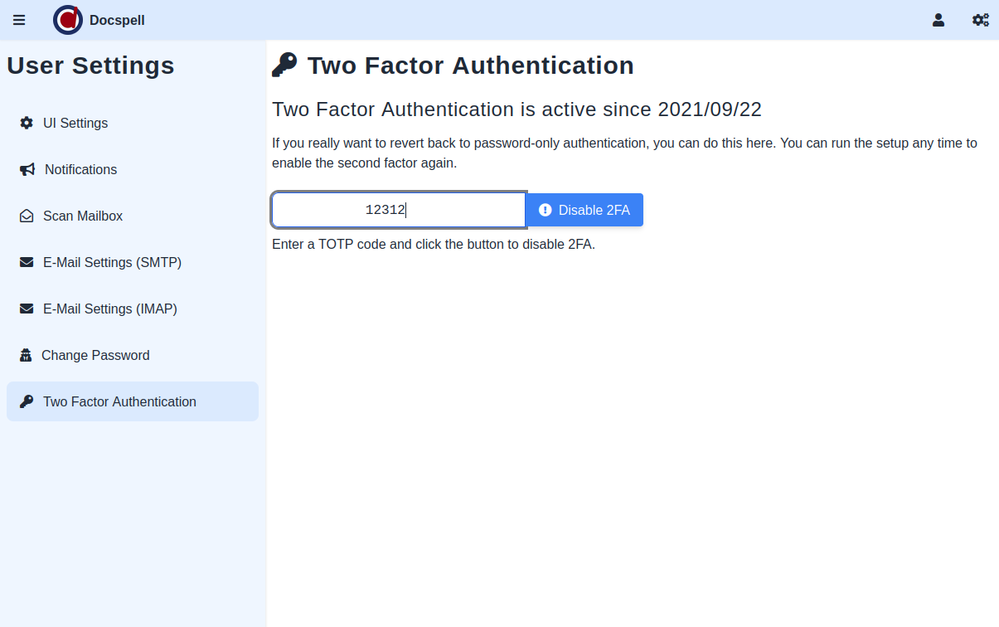 Docspell
User Settings
UI Settings
Notifications
Scan Mailbox
E-Mail Settings (SMTP)
E-Mail Settings (IMAP)
Change Password
Two Factor Authentication
Two Factor Authentication
Two Factor Authentication is active since 2021/09/22
If you really want to revert back to password-only authentication, you can do this here. You can run the setup any time to
enable the second factor again.
12312
Disable 2FA
Enter a TOTP code and click the button to disable 2FA.